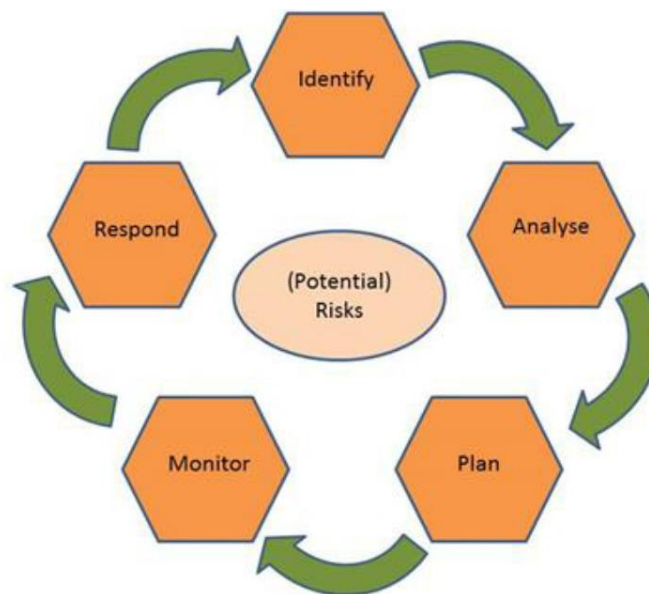 Identify
Analyse
Plan
Monitor
Respond
(Potential)
Risks